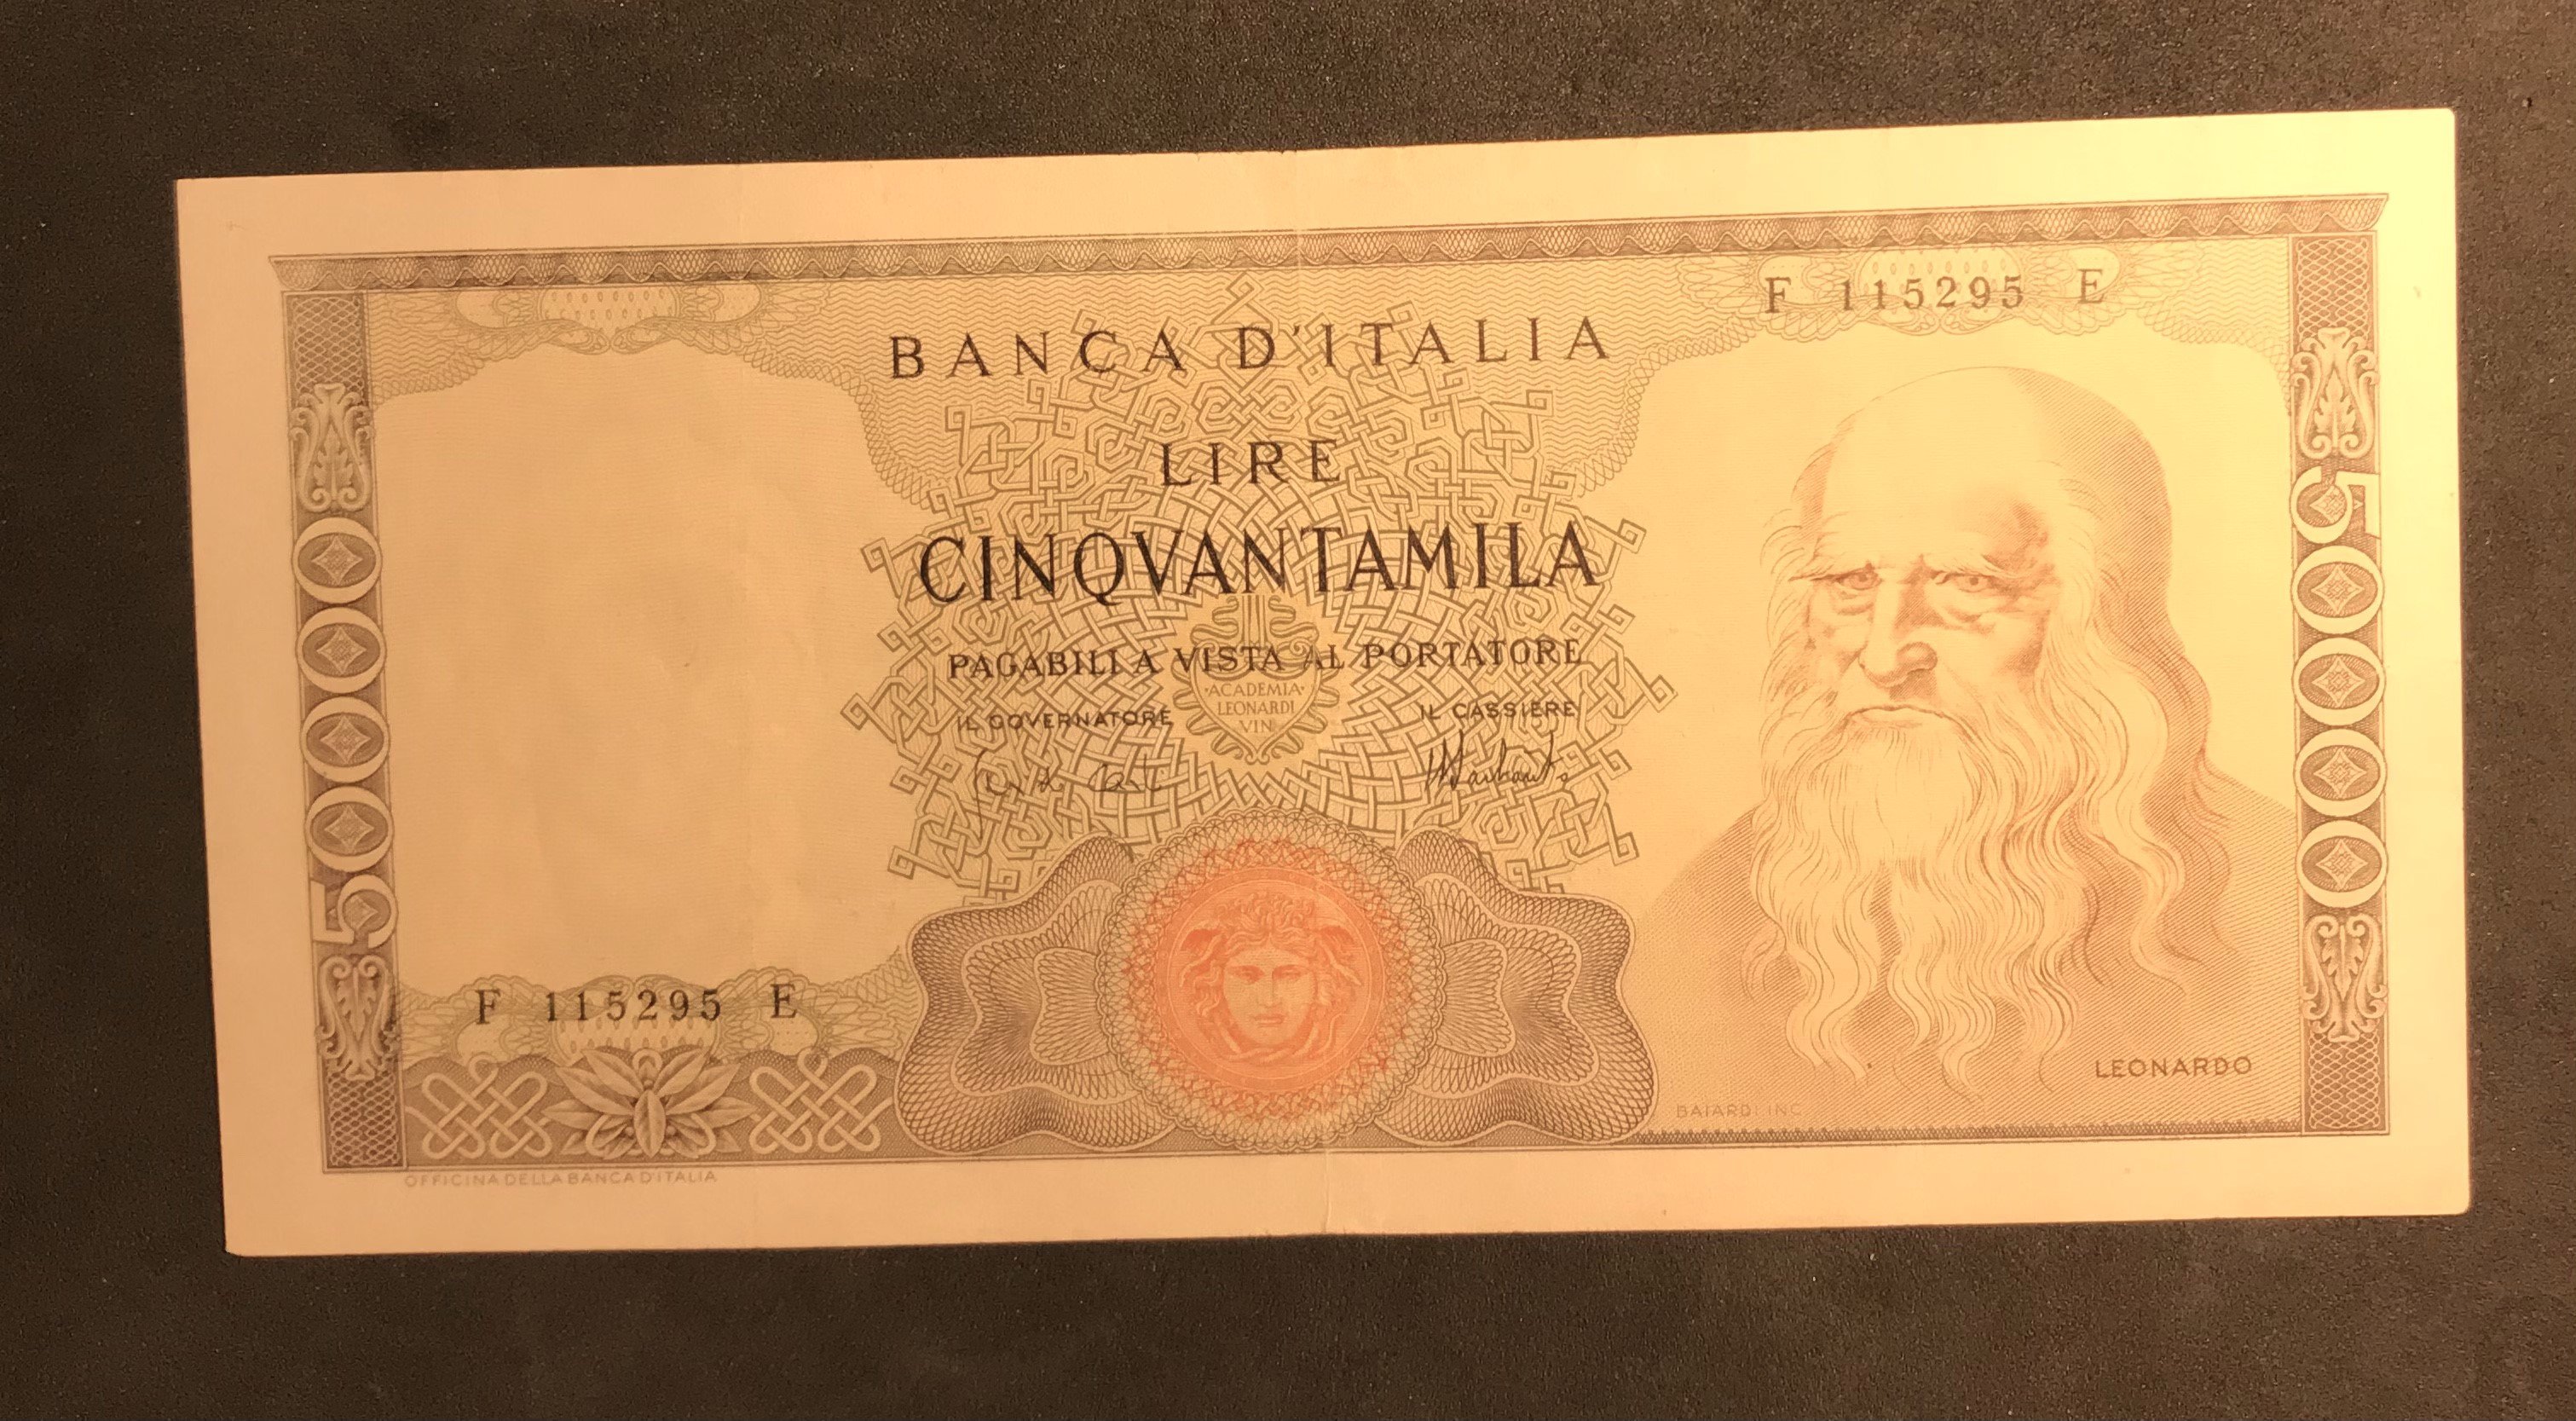 F 115295 E
BANCA D'ITALIA
LIRE
CINQVANTAMILA
PAGABILI A VISTA AL PORTATORE
IL GOVERNATORE
IL CASSIERE
·ACADEMIA·
LEONARDI
VIN
50000
50000
F 115295 E
LEONARDO
BAIARDI INC.
OFFICINA DELLA BANCA D'ITALIA